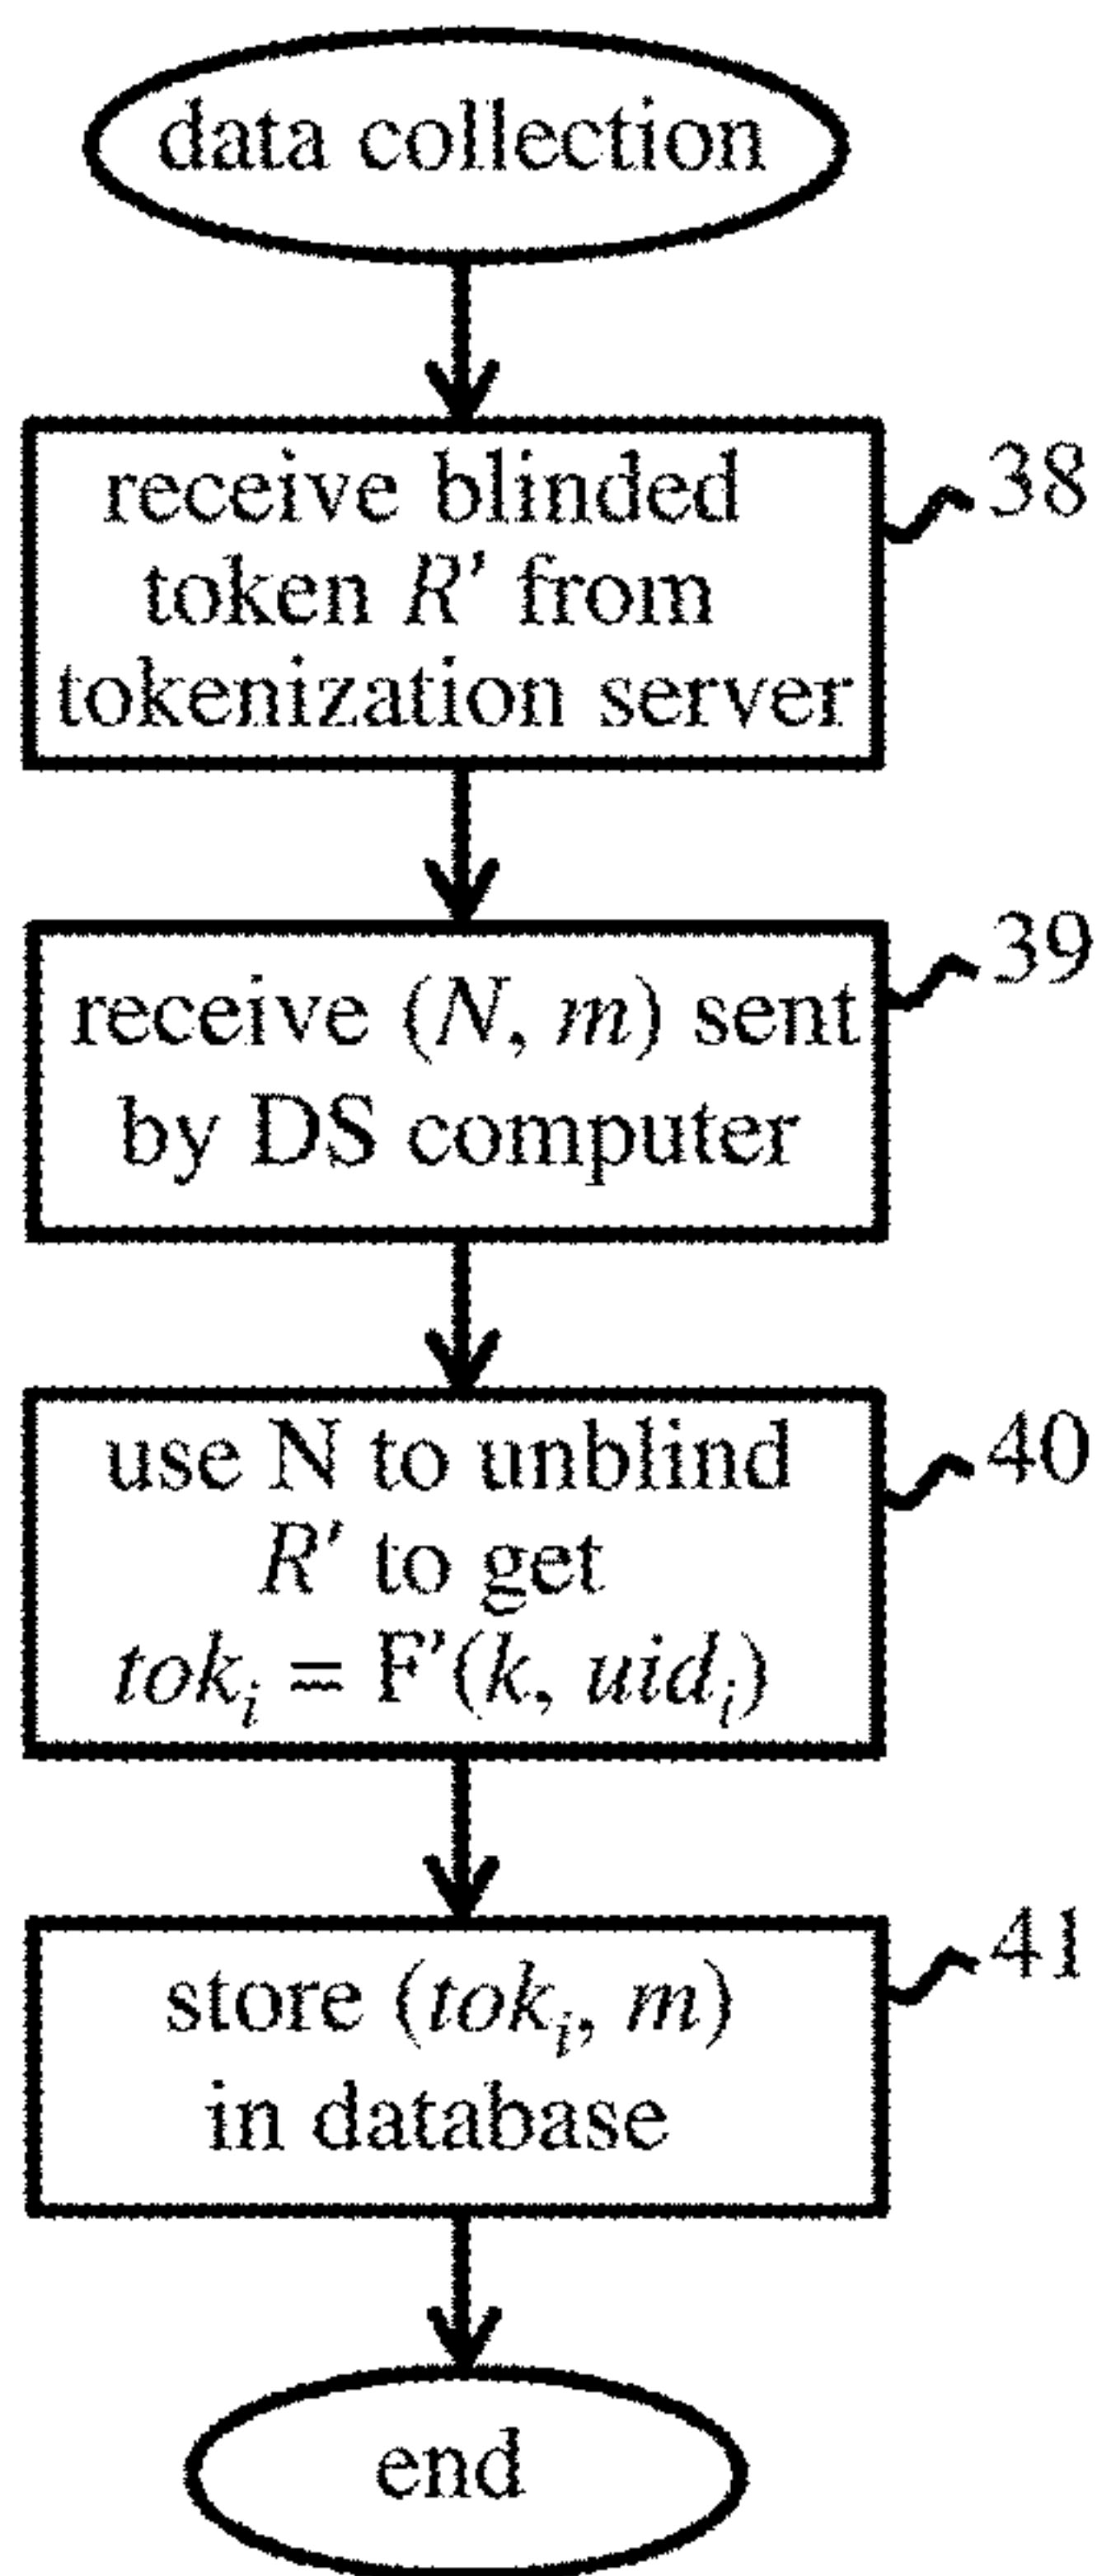 data collection
receive blinded
token R' from
tokenization server
38
receive (N, m) sent
by DS computer
39
use N to unblind
R' to get
tokᵢ = F'(k, uidᵢ)
40
store (tokᵢ, m)
in database
41
end